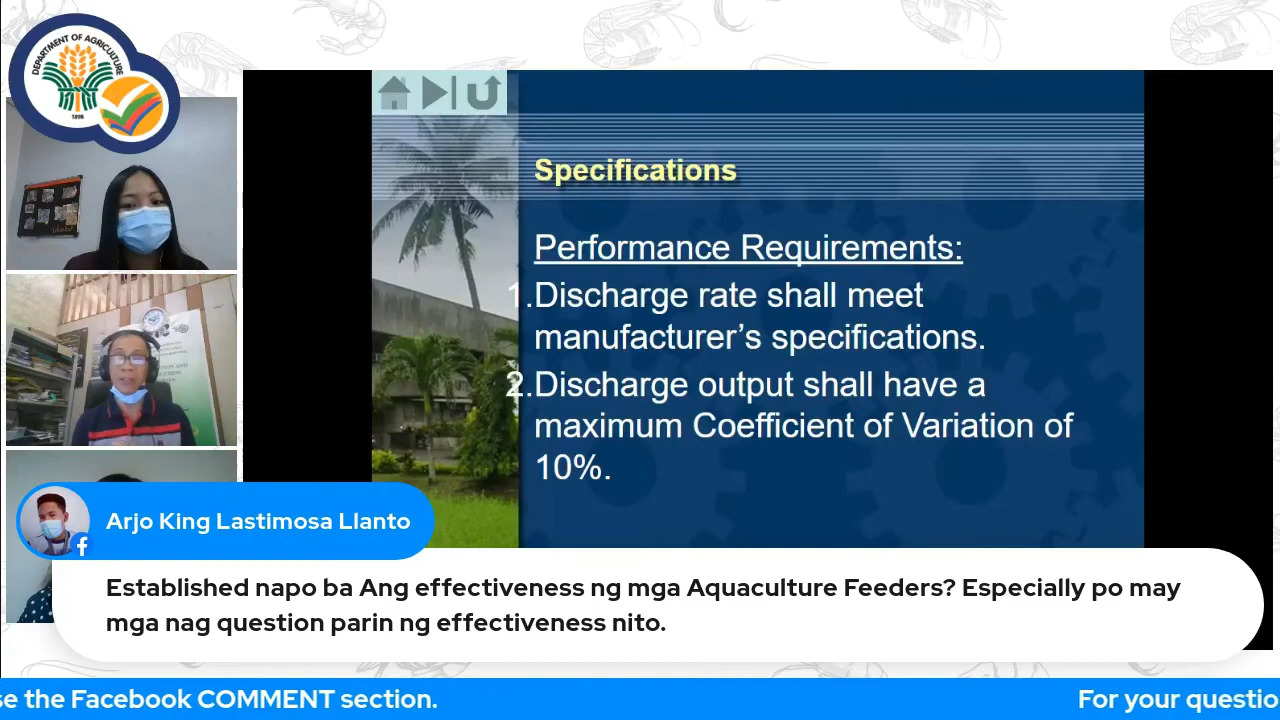 DEPARTMENT OF AGRICULTURE
1898
Specifications
Performance Requirements:
1.Discharge rate shall meet
manufacturer’s specifications.
2.Discharge output shall have a
maximum Coefficient of Variation of
10%.
Arjo King Lastimosa Llanto
Established napo ba Ang effectiveness ng mga Aquaculture Feeders? Especially po may
mga nag question parin ng effectiveness nito.
se the Facebook COMMENT section.
For your questio